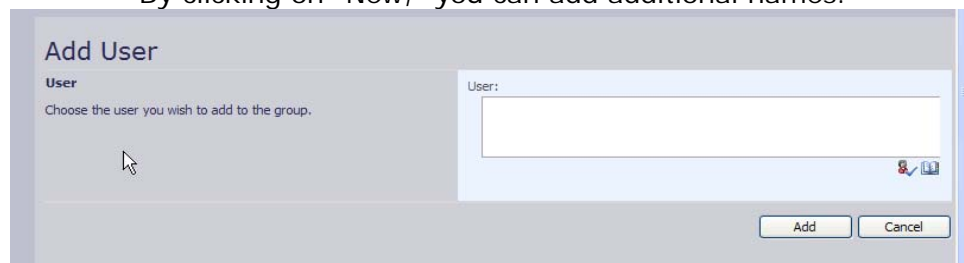 By clicking on "New," you can add additional names.
Add User
User
Choose the user you wish to add to the group.
User:
Add
Cancel